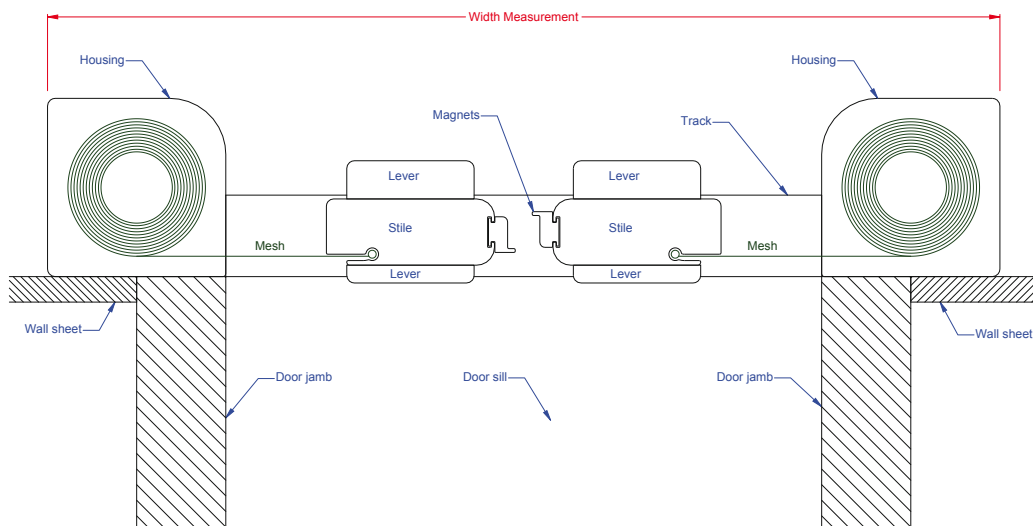 Width Measurement
Housing
Housing
Magnets
Track
Lever
Lever
Stile
Stile
Mesh
Mesh
Lever
Lever
Wall sheet
Wall sheet
Door jamb
Door sill
Door jamb